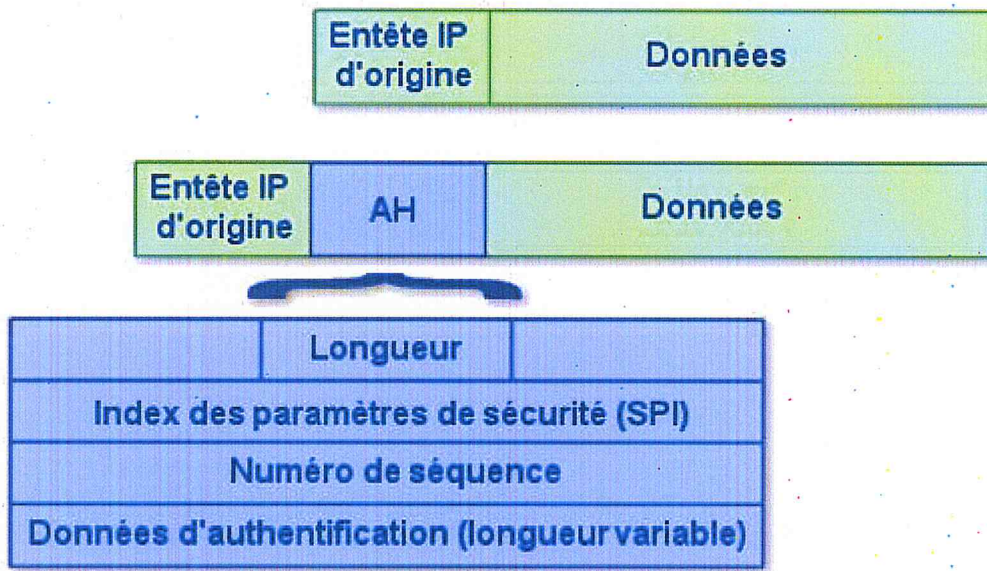 Entête IP
d'origine
Données
Entête IP
d'origine
AH
Données
Longueur
Index des paramètres de sécurité (SPI)
Numéro de séquence
Données d'authentification (longueur variable)